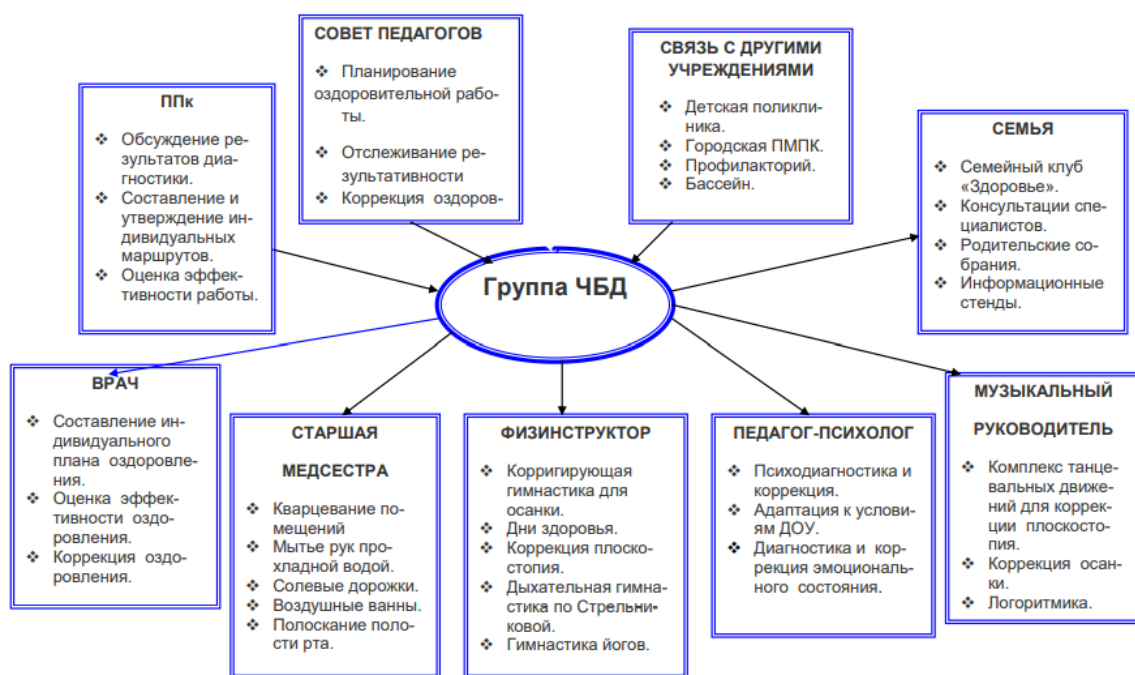 СОВЕТ ПЕДАГОГОВ
❖ Планирование
оздоровительной рабо-
ты.
❖ Отслеживание ре-
зультативности
❖ Коррекция оздоров-
СВЯЗЬ С ДРУГИМИ
УЧРЕЖДЕНИЯМИ
❖ Детская поликли-
ника.
❖ Городская ПМПК.
❖ Профилакторий.
❖ Бассейн.
ППк
❖ Обсуждение ре-
зультатов диа-
гностики.
❖ Составление и
утверждение ин-
дивидуальных
маршрутов.
❖ Оценка эффек-
тивности работы.
СЕМЬЯ
❖ Семейный клуб
«Здоровье».
❖ Консультации спе-
циалистов.
❖ Родительские со-
брания.
❖ Информационные
стенды.
Группа ЧБД
ВРАЧ
❖ Составление ин-
дивидуального
плана оздоровле-
ния.
❖ Оценка эффек-
тивности оздо-
ровления.
❖ Коррекция оздо-
ровления.
СТАРШАЯ
МЕДСЕСТРА
❖ Кварцевание по-
мещений
❖ Мытье рук про-
хладной водой.
❖ Солевые дорожки.
❖ Воздушные ванны.
❖ Полоскание поло-
сти рта.
ФИЗИНСТРУКТОР
❖ Корригирующая
гимнастика для
осанки.
❖ Дни здоровья.
❖ Коррекция плоско-
стопия.
❖ Дыхательная гимна-
стика по Стрельни-
ковой.
❖ Гимнастика йогов.
ПЕДАГОГ-ПСИХОЛОГ
❖ Психодиагностика и
коррекция.
❖ Адаптация к услови-
ям ДОУ.
❖ Диагностика и кор-
рекция эмоциональ-
ного состояния.
МУЗЫКАЛЬНЫЙ
РУКОВОДИТЕЛЬ
❖ Комплекс танце-
вальных движе-
ний для коррек-
ции плоскосто-
пия.
❖ Коррекция осан-
ки.
❖ Логоритмика.